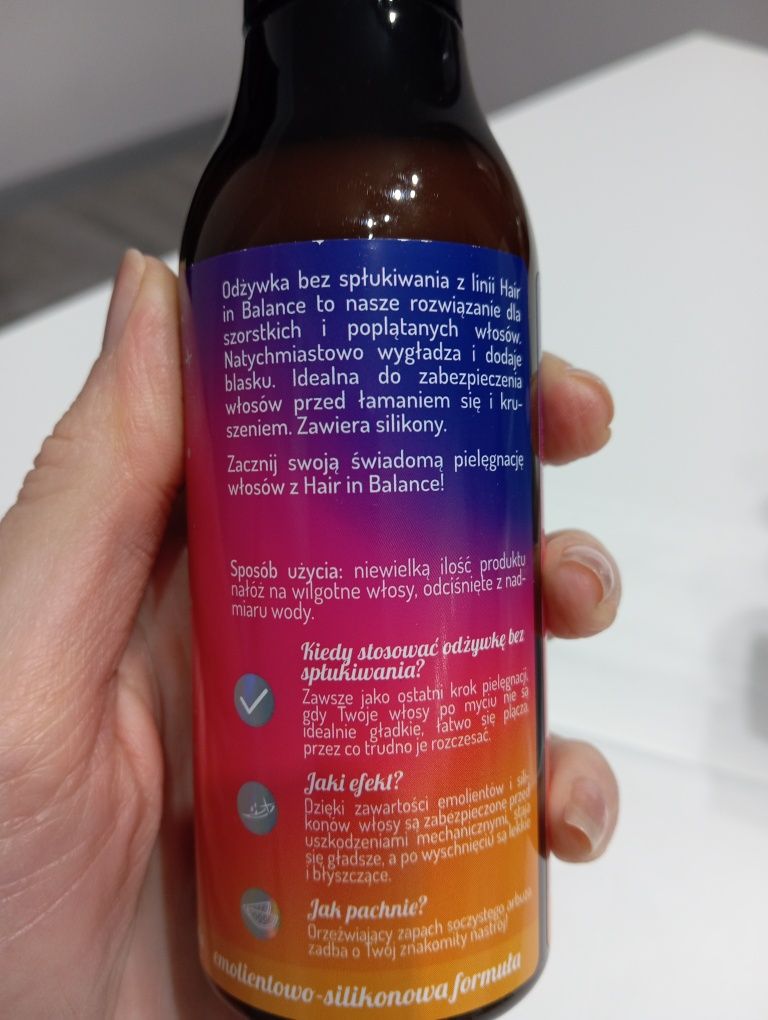 Odżywka bez spłukiwania z linii Hair
in Balance to nasze rozwiązanie dla
szorstkich i poplątanych włosów.
Natychmiastowo wygładza i dodaje
blasku. Idealna do zabezpieczenia
włosów przed łamaniem się i kru-
szeniem. Zawiera silikony.
Zacznij swoją świadomą pielęgnację
włosów z Hair in Balance!
Sposób użycia: niewielką ilość produktu
nałóż na wilgotne włosy, odciśnięte z nad-
miaru wody.
Kiedy stosować odżywkę bez
spłukiwania?
Zawsze jako ostatni krok pielęgnacji,
gdy Twoje włosy po myciu nie są
idealnie gładkie, łatwo się plączą,
przez co trudno je rozczesać.
Jaki efekt?
Dzięki zawartości emolientów i sili-
konów włosy są zabezpieczone przed
uszkodzeniami mechanicznymi, stają
się gładsze, a po wyschnięciu są lekkie
i błyszczące.
Jak pachnie?
Orzeźwiający zapach soczystego arbuza
zadba o Twój znakomity nastrój!
emolientowo-silikonowa formuła